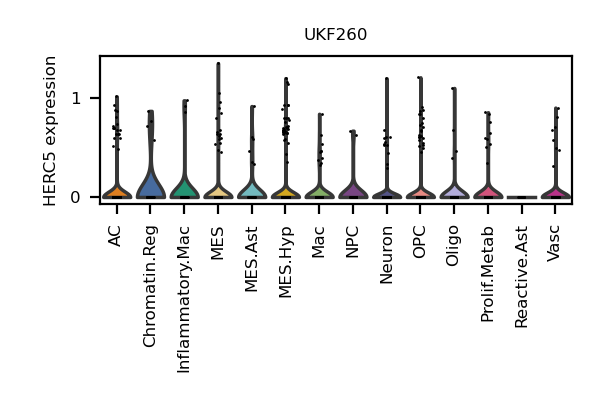 UKF260
HERC5 expression
1
0
AC
Chromatin.Reg
Inflammatory.Mac
MES
MES.Ast
MES.Hyp
Mac
NPC
Neuron
OPC
Oligo
Prolif.Metab
Reactive.Ast
Vasc